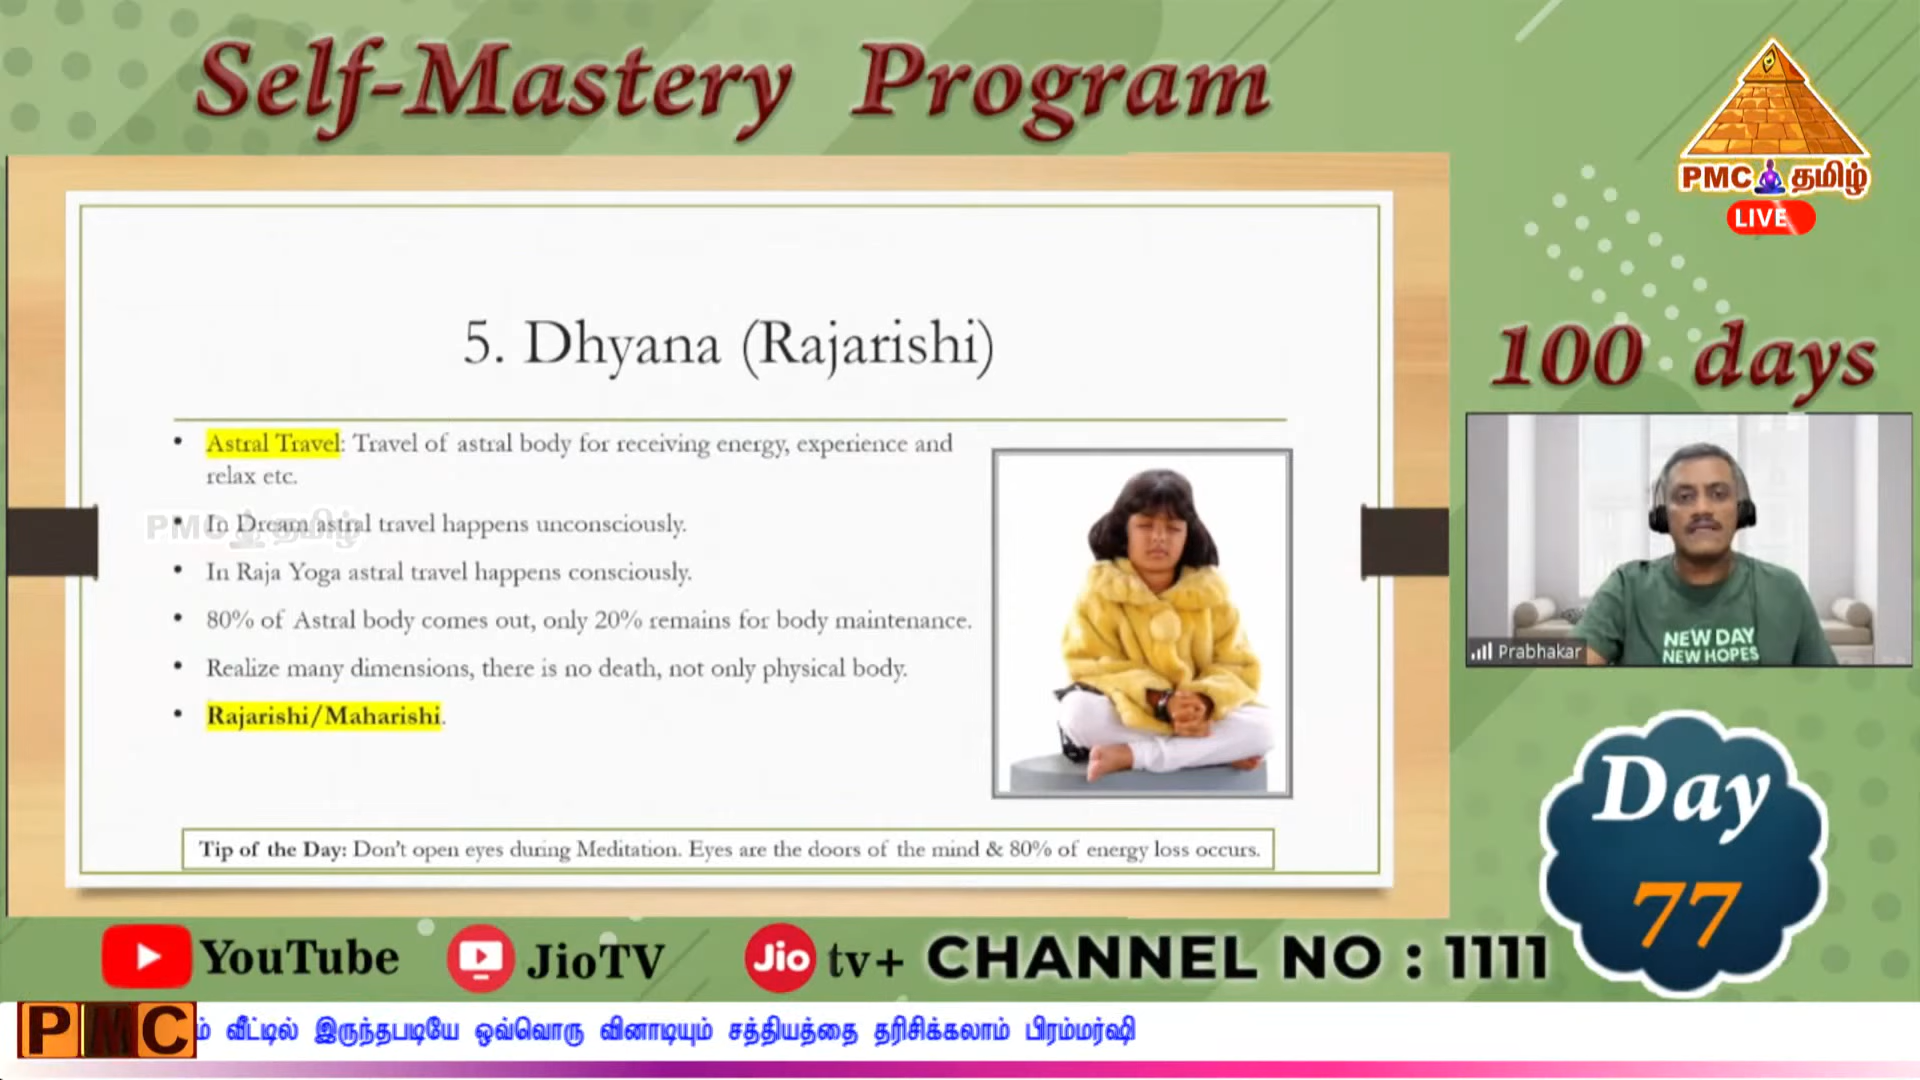 Self-Mastery Program
PMC தமிழ்
LIVE
5. Dhyana (Rajarishi)
100 days
• Astral Travel: Travel of astral body for receiving energy, experience and
relax etc.
• In Dream astral travel happens unconsciously.
PMC தமிழ்
• In Raja Yoga astral travel happens consciously.
• 80% of Astral body comes out, only 20% remains for body maintenance.
• Realize many dimensions, there is no death, not only physical body.
• Rajarishi/Maharishi.
NEW DAY
NEW HOPES
Prabhakar
Tip of the Day: Don't open eyes during Meditation. Eyes are the doors of the mind & 80% of energy loss occurs.
Day
77
YouTube JioTV Jio tv+ CHANNEL NO : 1111
PMC வீட்டில் இருந்தபடியே ஒவ்வொரு வினாடியும் சத்தியத்தை தரிசிக்கலாம் பிரம்மர்ஷி